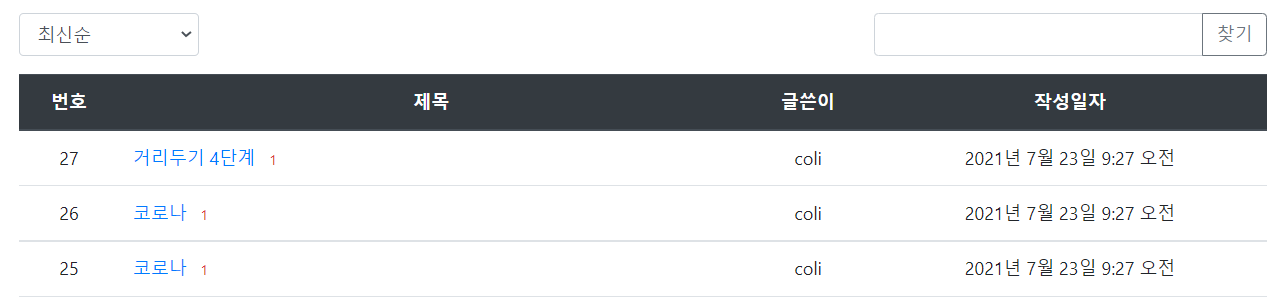 최신순 찾기
번호 제목 글쓴이 작성일자
27 거리두기 4단계 1 coli 2021년 7월 23일 9:27 오전
26 코로나 1 coli 2021년 7월 23일 9:27 오전
25 코로나 1 coli 2021년 7월 23일 9:27 오전